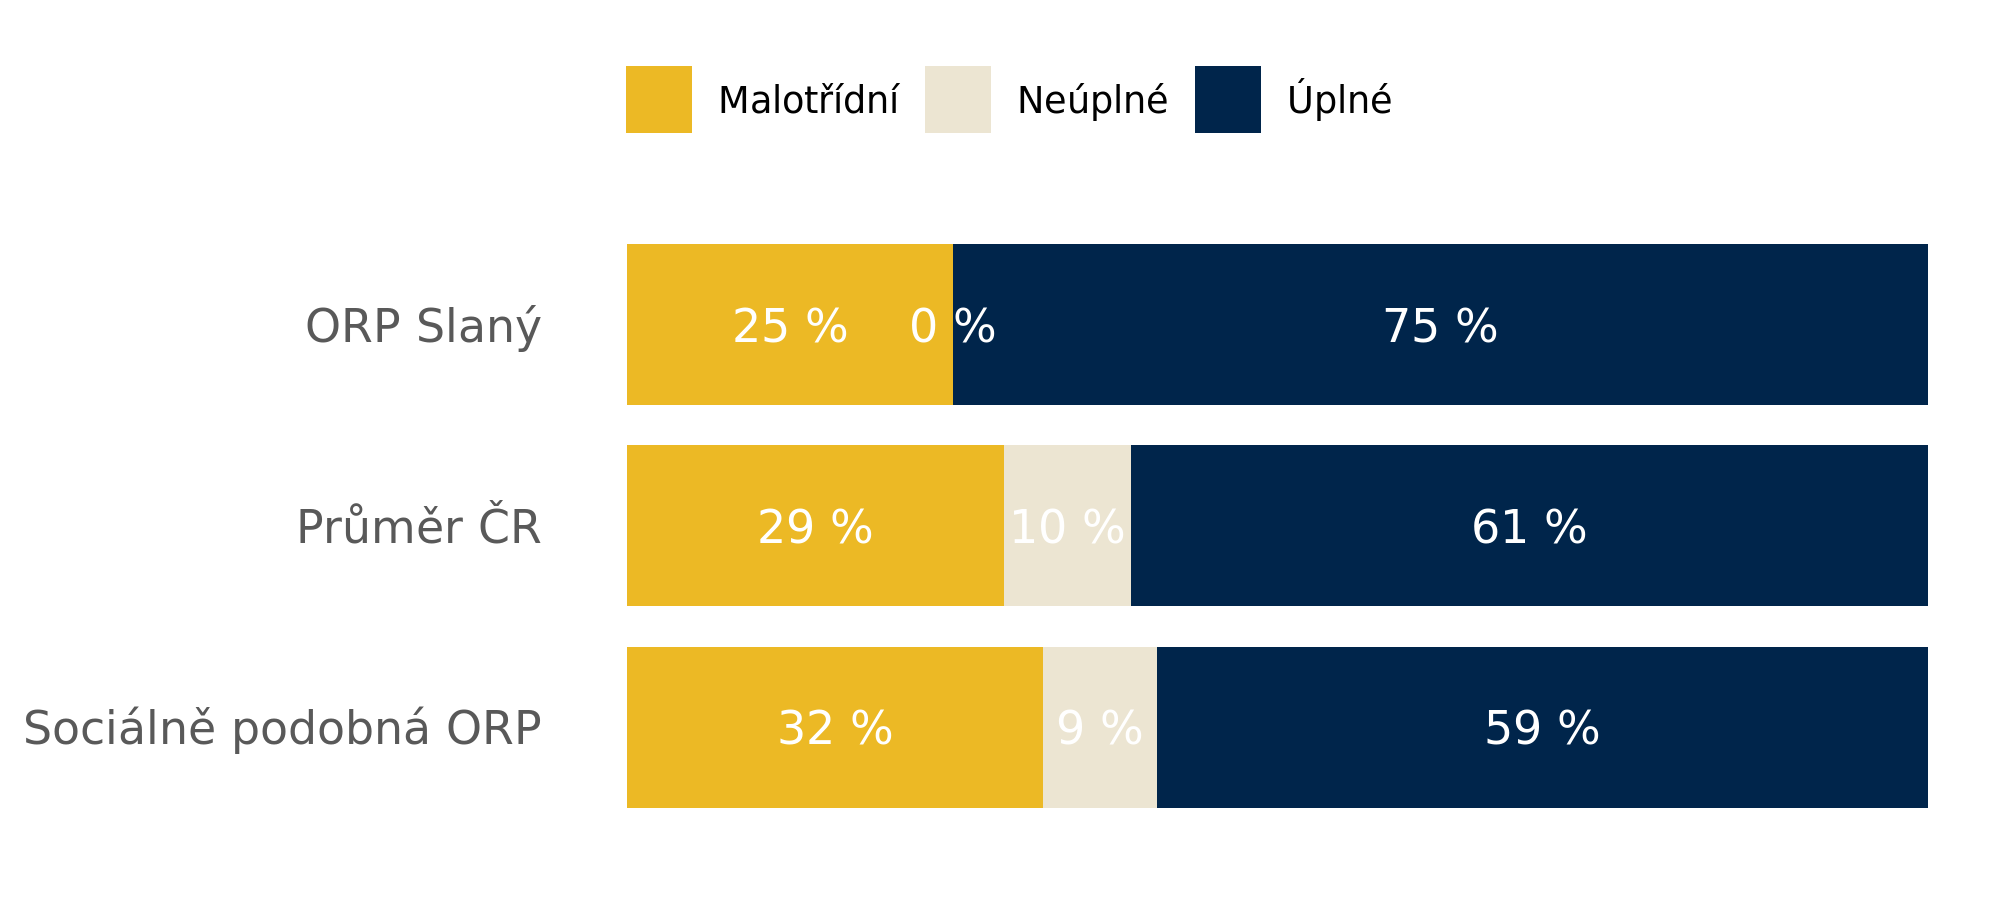 Malotřídní Neúplné Úplné
ORP Slaný 25 % 0 % 75 %
Průměr ČR 29 % 10 % 61 %
Sociálně podobná ORP 32 % 9 % 59 %